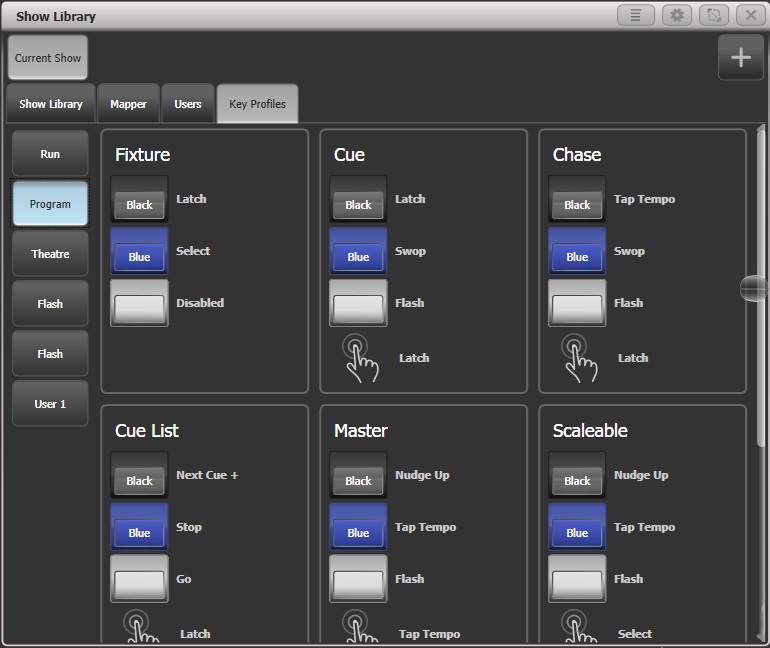 Show Library
Current Show
Show Library Mapper Users Key Profiles
Run
Program
Theatre
Flash
Flash
User 1
Fixture
Black Latch
Blue Select
Disabled
Cue
Black Latch
Blue Swop
Flash
Latch
Chase
Black Tap Tempo
Blue Swop
Flash
Latch
Cue List
Black Next Cue +
Blue Stop
Go
Latch
Master
Black Nudge Up
Blue Tap Tempo
Flash
Tap Tempo
Scaleable
Black Nudge Up
Blue Tap Tempo
Flash
Select